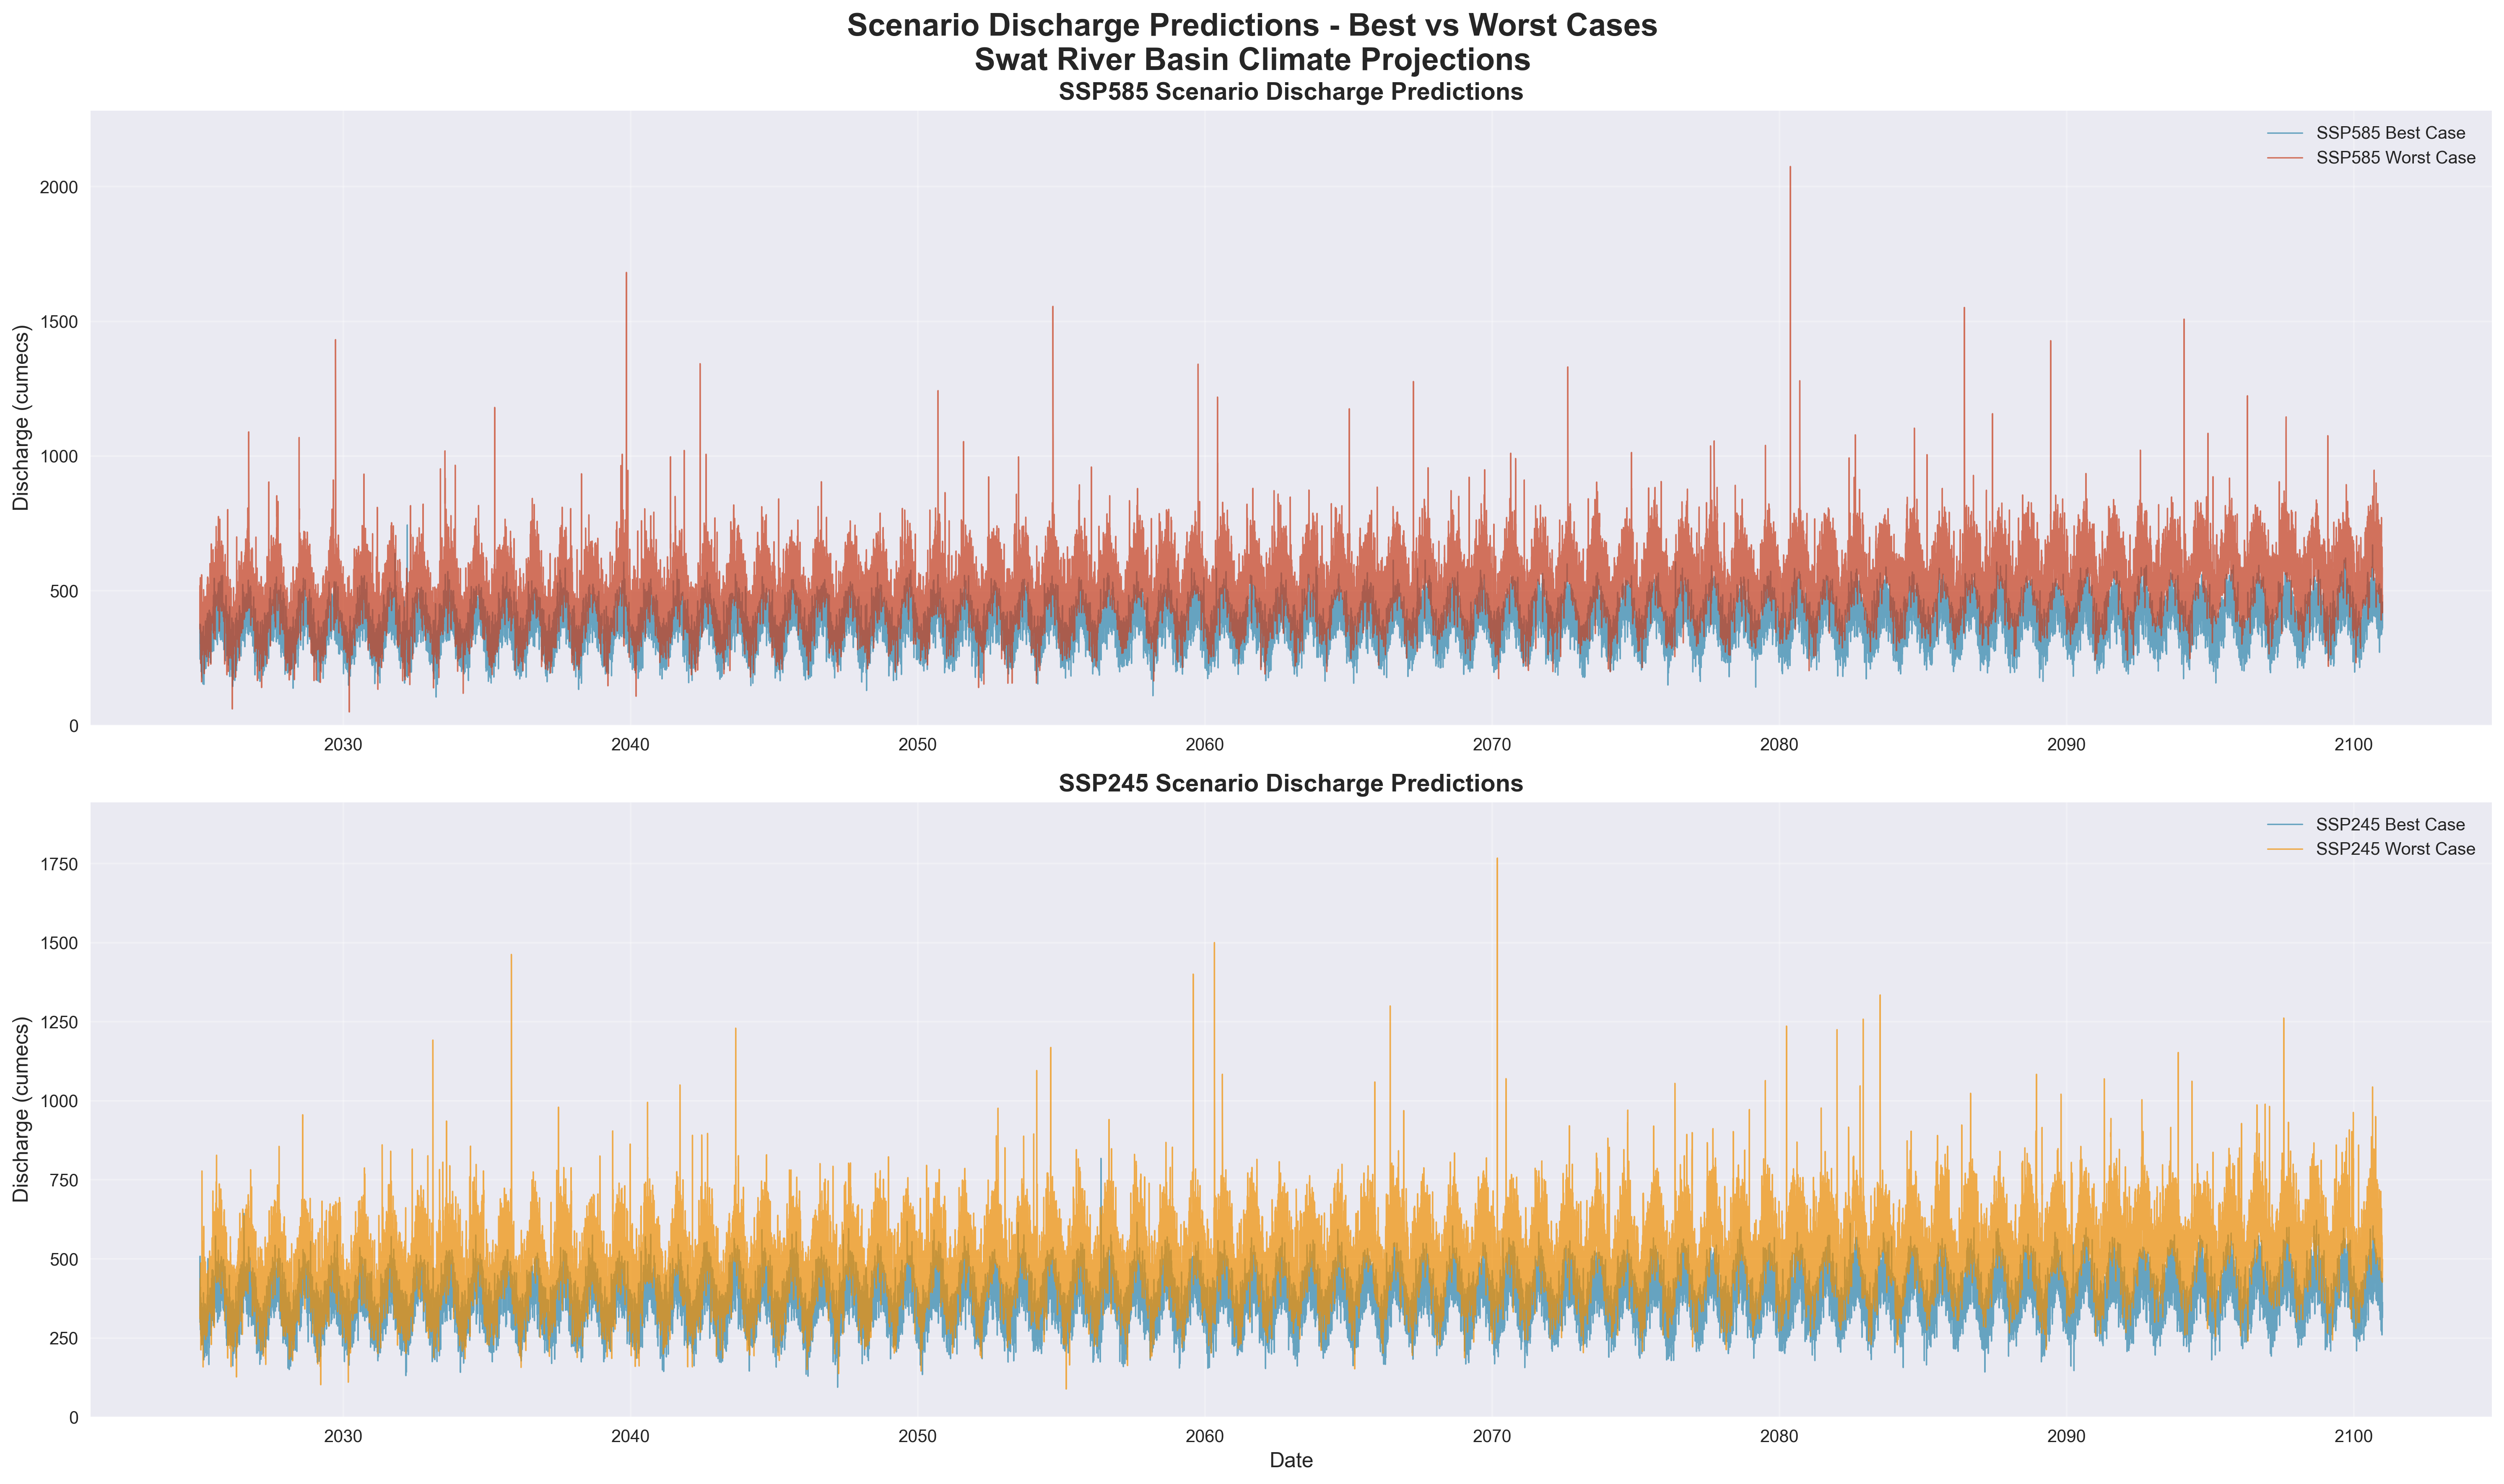 Scenario Discharge Predictions - Best vs Worst Cases
Swat River Basin Climate Projections
SSP585 Scenario Discharge Predictions
SSP585 Best Case
SSP585 Worst Case
Discharge (cumecs)
2000
1500
1000
500
0
2030 2040 2050 2060 2070 2080 2090 2100
SSP245 Scenario Discharge Predictions
SSP245 Best Case
SSP245 Worst Case
Discharge (cumecs)
1750
1500
1250
1000
750
500
250
0
2030 2040 2050 2060 2070 2080 2090 2100
Date